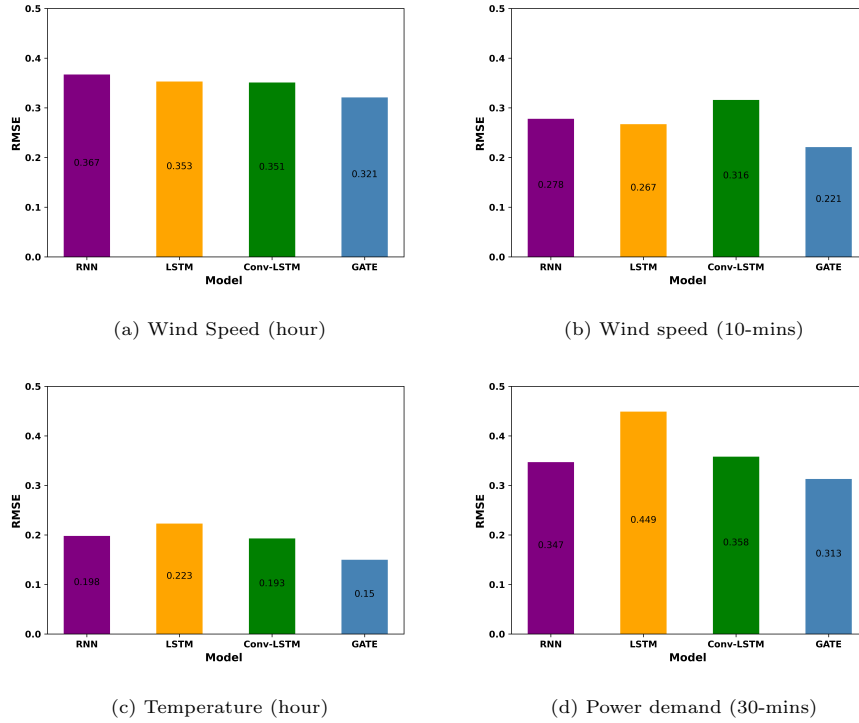 0.5
0.4
0.3
0.2
0.1
0.0
RMSE
0.367
0.353
0.351
0.321
RNN
LSTM
Conv-LSTM
GATE
Model
(a) Wind Speed (hour)
0.5
0.4
0.3
0.2
0.1
0.0
RMSE
0.278
0.267
0.316
0.221
RNN
LSTM
Conv-LSTM
GATE
Model
(b) Wind speed (10-mins)
0.5
0.4
0.3
0.2
0.1
0.0
RMSE
0.198
0.223
0.193
0.15
RNN
LSTM
Conv-LSTM
GATE
Model
(c) Temperature (hour)
0.5
0.4
0.3
0.2
0.1
0.0
RMSE
0.347
0.449
0.358
0.313
RNN
LSTM
Conv-LSTM
GATE
Model
(d) Power demand (30-mins)